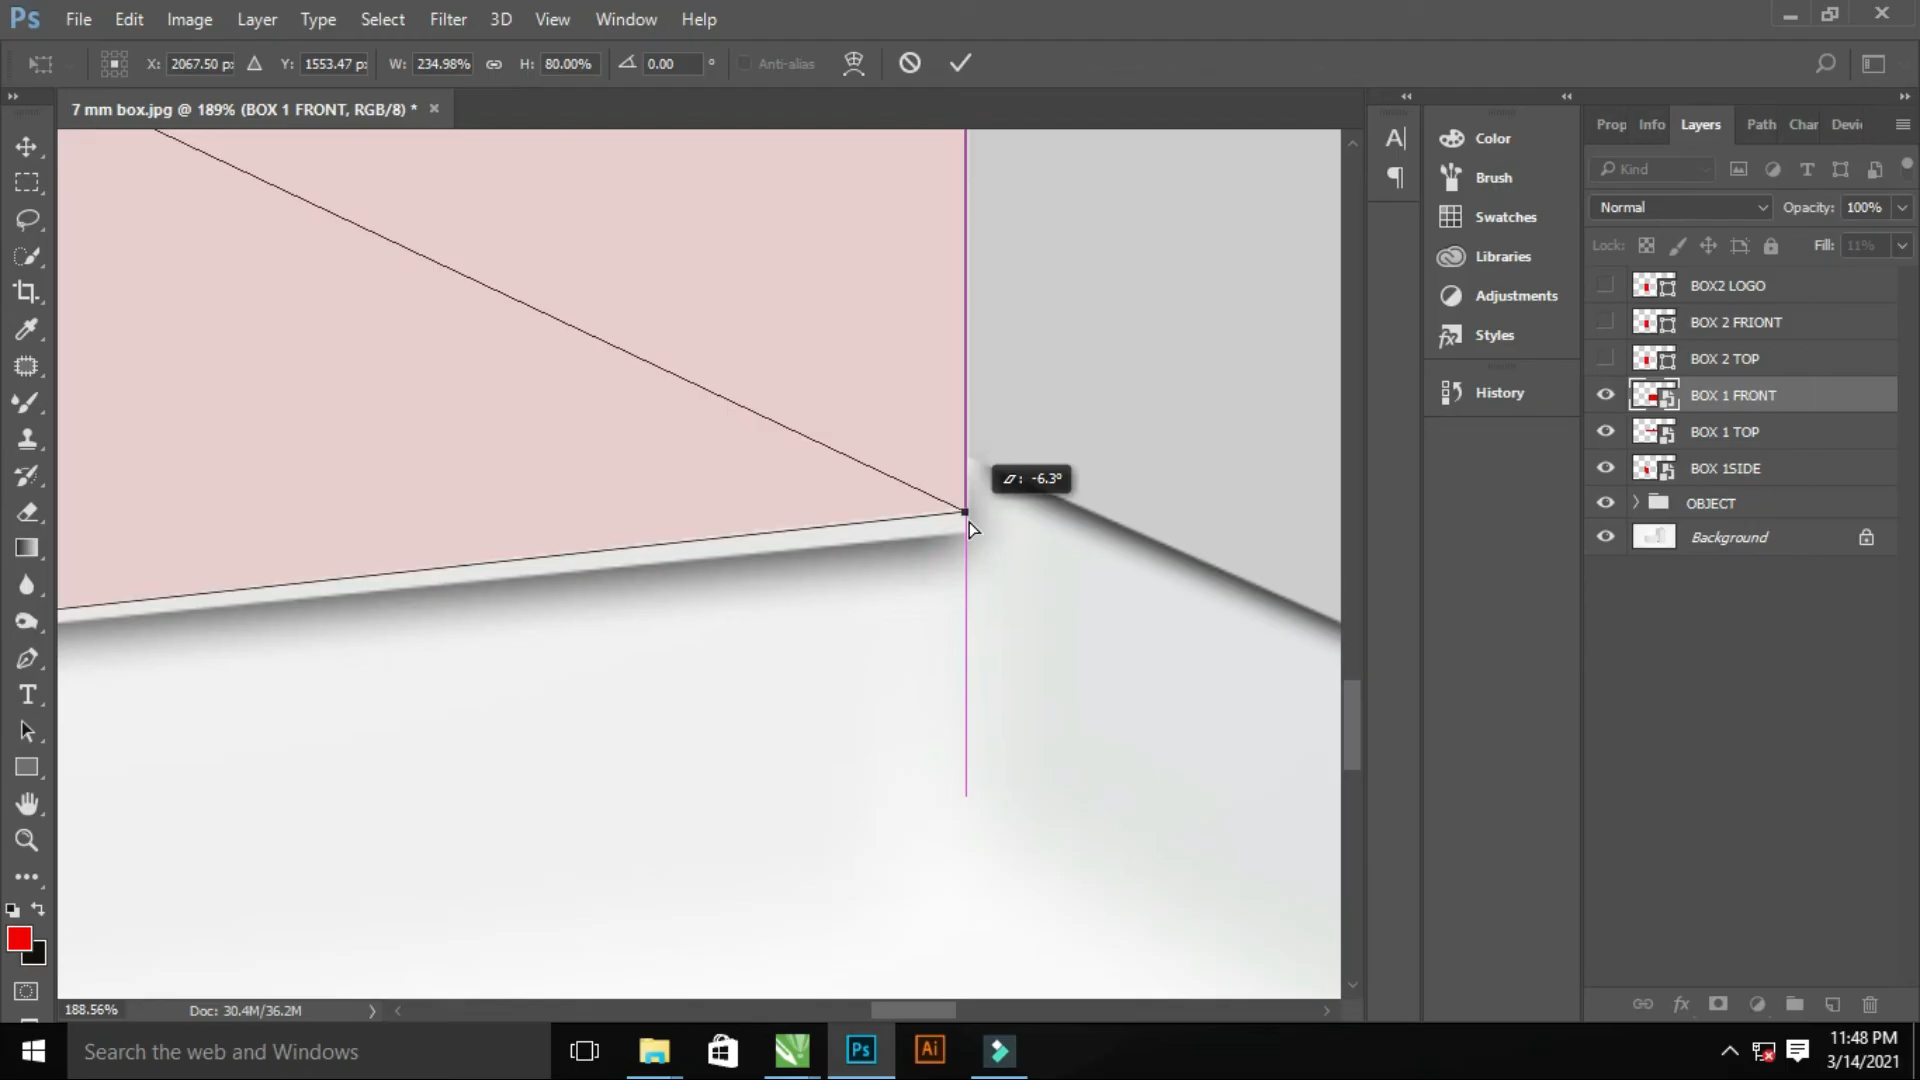 Ps File Edit Image Layer Type Select Filter 3D View Window Help
X: 2067.50 p: Y: 1553.47 p: W: 234.98% H: 80.00% 0.00 ° Anti-alias
7 mm box.jpg @ 189% (BOX 1 FRONT, RGB/8) *
Prop Info Layers Path Char Devi
Color
Brush
Swatches
Libraries
Adjustments
Styles
History
Kind
Normal Opacity: 100%
Lock: Fill: 11%
BOX2 LOGO
BOX 2 FRIONT
BOX 2 TOP
BOX 1 FRONT
BOX 1 TOP
BOX 1SIDE
OBJECT
Background
: -6.3°
188.56% Doc: 30.4M/36.2M
Search the web and Windows
Ps Ai
11:48 PM
3/14/2021